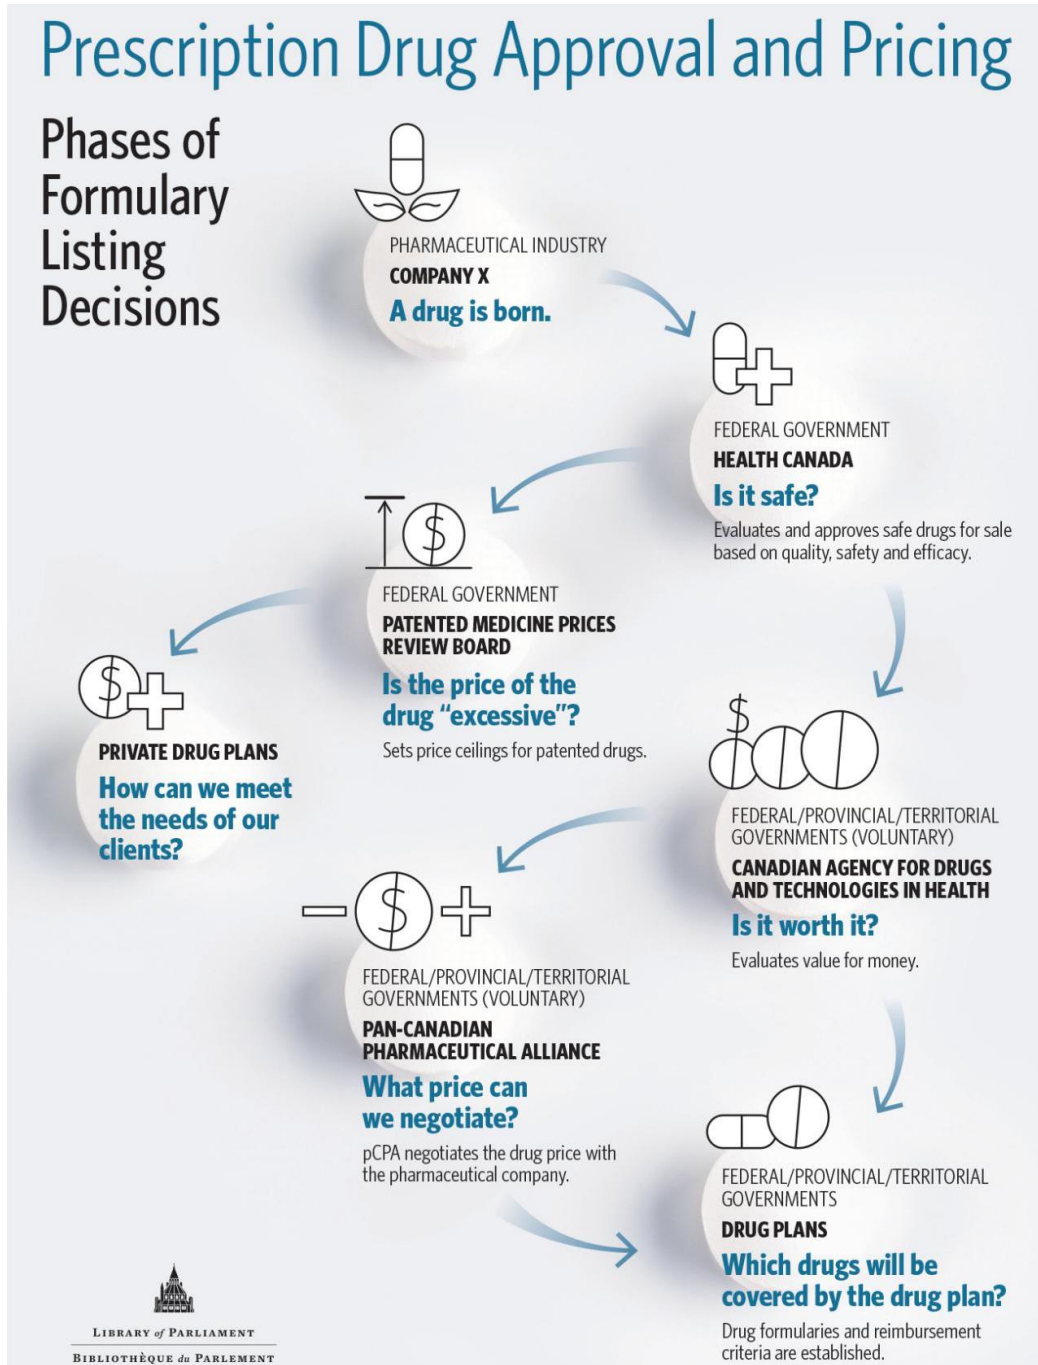 Prescription Drug Approval and Pricing
Phases of
Formulary
Listing
Decisions
PHARMACEUTICAL INDUSTRY
COMPANY X
A drug is born.
FEDERAL GOVERNMENT
HEALTH CANADA
Is it safe?
Evaluates and approves safe drugs for sale
based on quality, safety and efficacy.
$
FEDERAL GOVERNMENT
PATENTED MEDICINE PRICES
REVIEW BOARD
Is the price of the
drug “excessive”?
Sets price ceilings for patented drugs.
$
PRIVATE DRUG PLANS
How can we meet
the needs of our
clients?
$
FEDERAL/PROVINCIAL/TERRITORIAL
GOVERNMENTS (VOLUNTARY)
CANADIAN AGENCY FOR DRUGS
AND TECHNOLOGIES IN HEALTH
Is it worth it?
Evaluates value for money.
$
FEDERAL/PROVINCIAL/TERRITORIAL
GOVERNMENTS (VOLUNTARY)
PAN-CANADIAN
PHARMACEUTICAL ALLIANCE
What price can
we negotiate?
pCPA negotiates the drug price with
the pharmaceutical company.
FEDERAL/PROVINCIAL/TERRITORIAL
GOVERNMENTS
DRUG PLANS
Which drugs will be
covered by the drug plan?
Drug formularies and reimbursement
criteria are established.
LIBRARY of PARLIAMENT
BIBLIOTHÈQUE du PARLEMENT